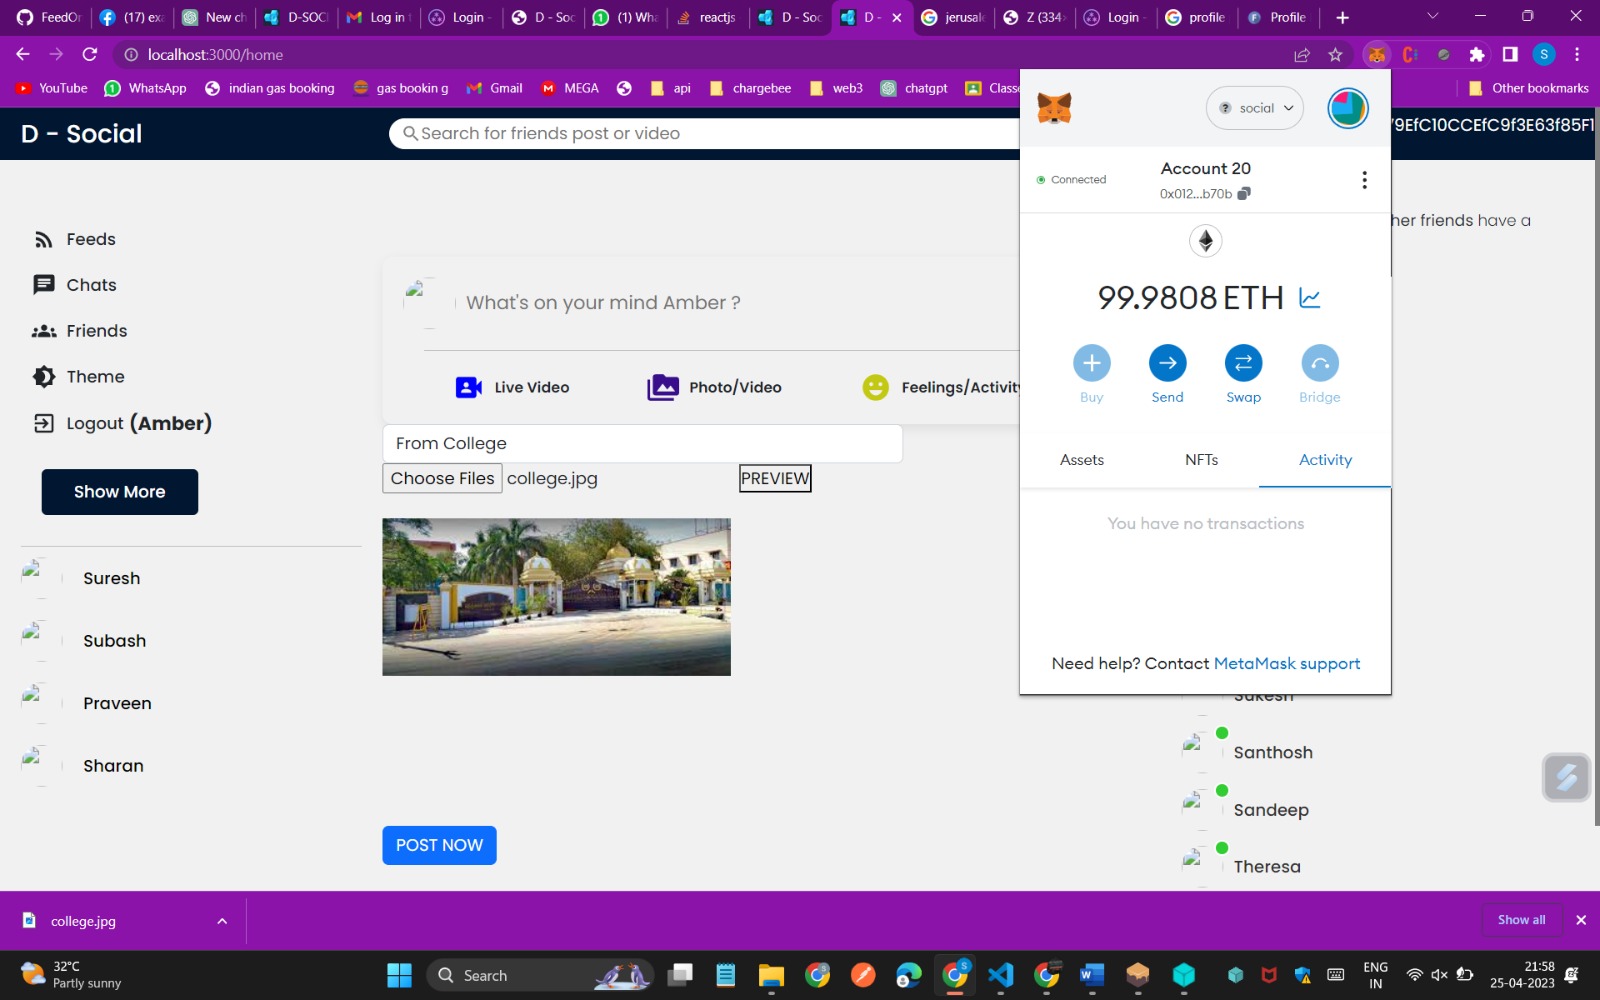 FeedOr
(17) exa
New ch
D-SOCI
Log in t
Login -
D - Soc
(1) Wha
reactjs
D - Soc
D -
jerusale
Z (334
Login -
profile
Profile
localhost:3000/home
S
YouTube
WhatsApp
indian gas booking
gas bookin g
Gmail
MEGA
api
chargebee
web3
chatgpt
Classe
Other bookmarks
D - Social
Search for friends post or video
9EfC10CCEfC9f3E63f85F1
social
Connected
Account 20
0x012...b70b
her friends have a
99.9808 ETH
Buy
Send
Swap
Bridge
Assets
NFTs
Activity
You have no transactions
Need help? Contact MetaMask support
Feeds
Chats
Friends
Theme
Logout (Amber)
Show More
Suresh
Subash
Praveen
Sharan
What's on your mind Amber ?
Live Video
Photo/Video
Feelings/Activity
From College
Choose Files college.jpg
PREVIEW
POST NOW
Sakesh
Santhosh
Sandeep
Theresa
college.jpg
Show all
32°C
Partly sunny
Search
ENG
IN
21:58
25-04-2023